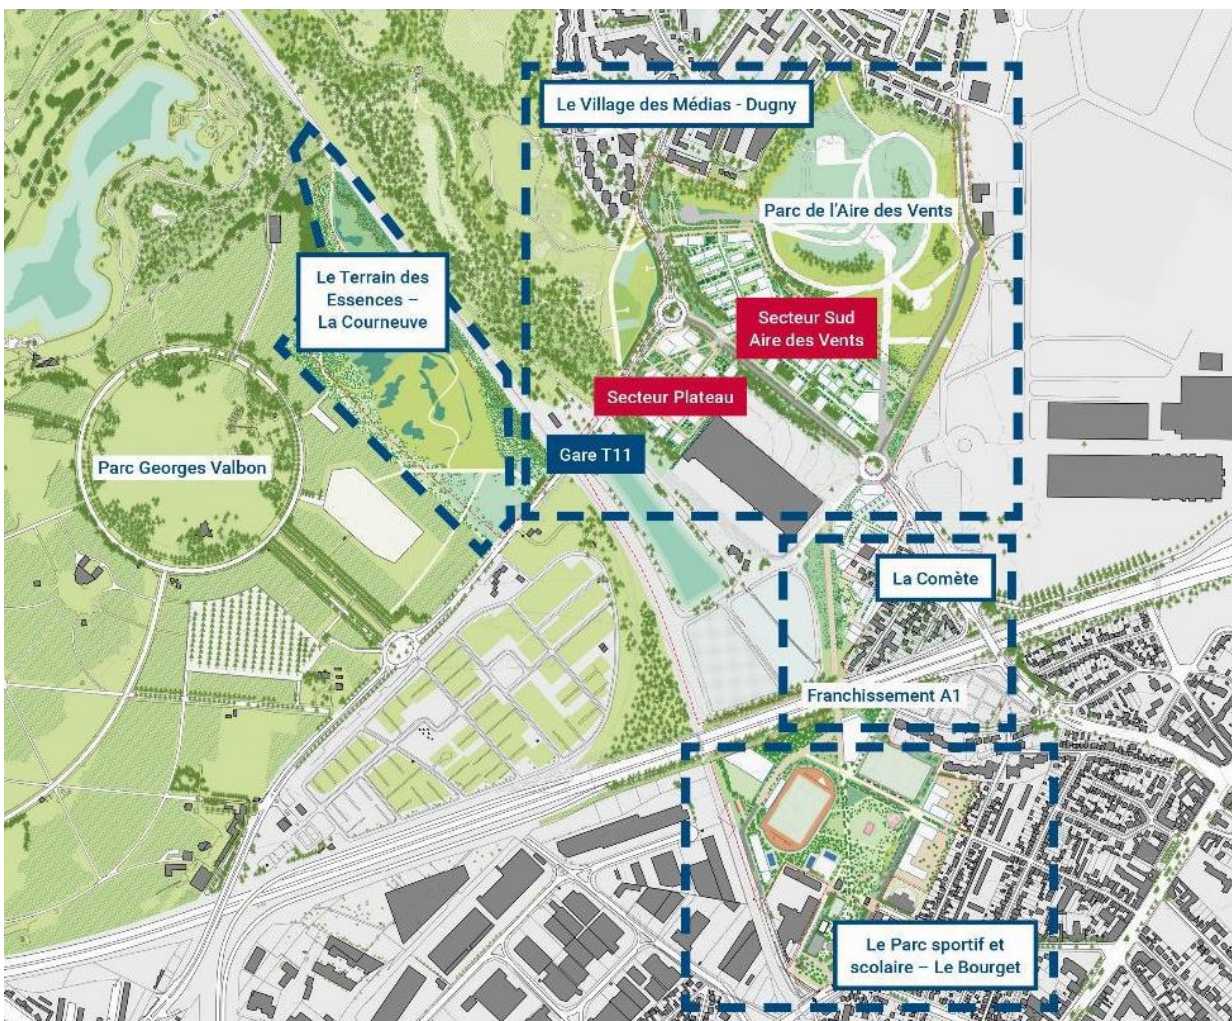 Le Village des Médias - Dugny
Parc de l'Aire des Vents
Le Terrain des
Essences –
La Courneuve
Secteur Sud
Aire des Vents
Secteur Plateau
Gare T11
Parc Georges Valbon
La Comète
Franchissement A1
Le Parc sportif et
scolaire – Le Bourget